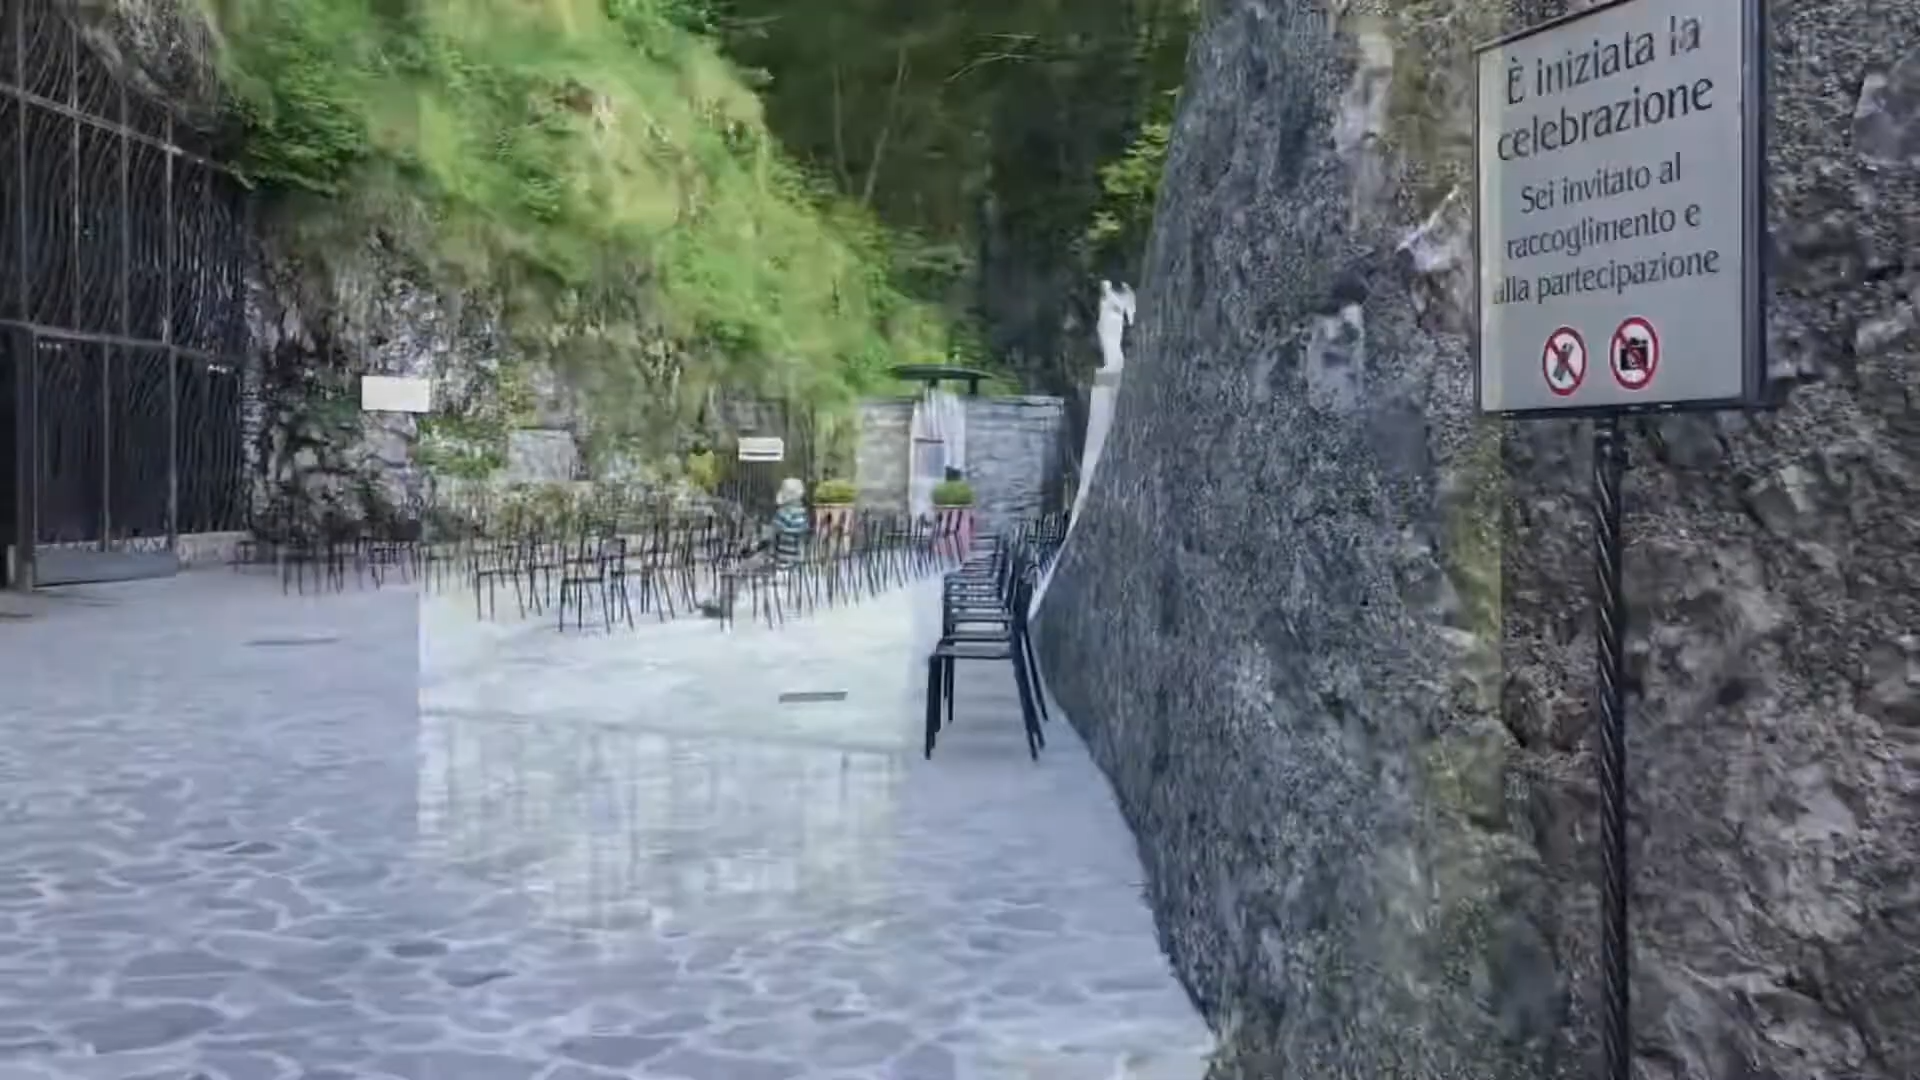 È iniziata la
celebrazione
Sei invitato al
raccoglimento e
alla partecipazione